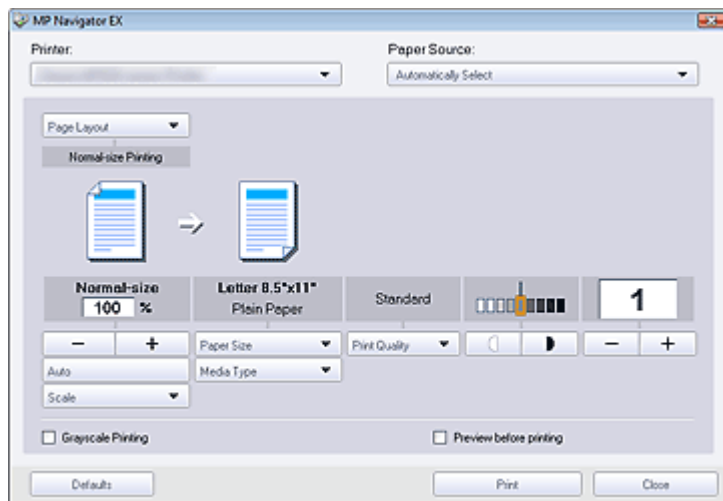 MP Navigator EX
Printer: Paper Source:
Automatically Select
Page Layout
Normal-size Printing
Normal-size Letter 8.5"x11" Standard 1
100 % Plain Paper
− + Paper Size Print Quality − +
Auto Media Type
Scale
Grayscale Printing Preview before printing
Defaults Print Close